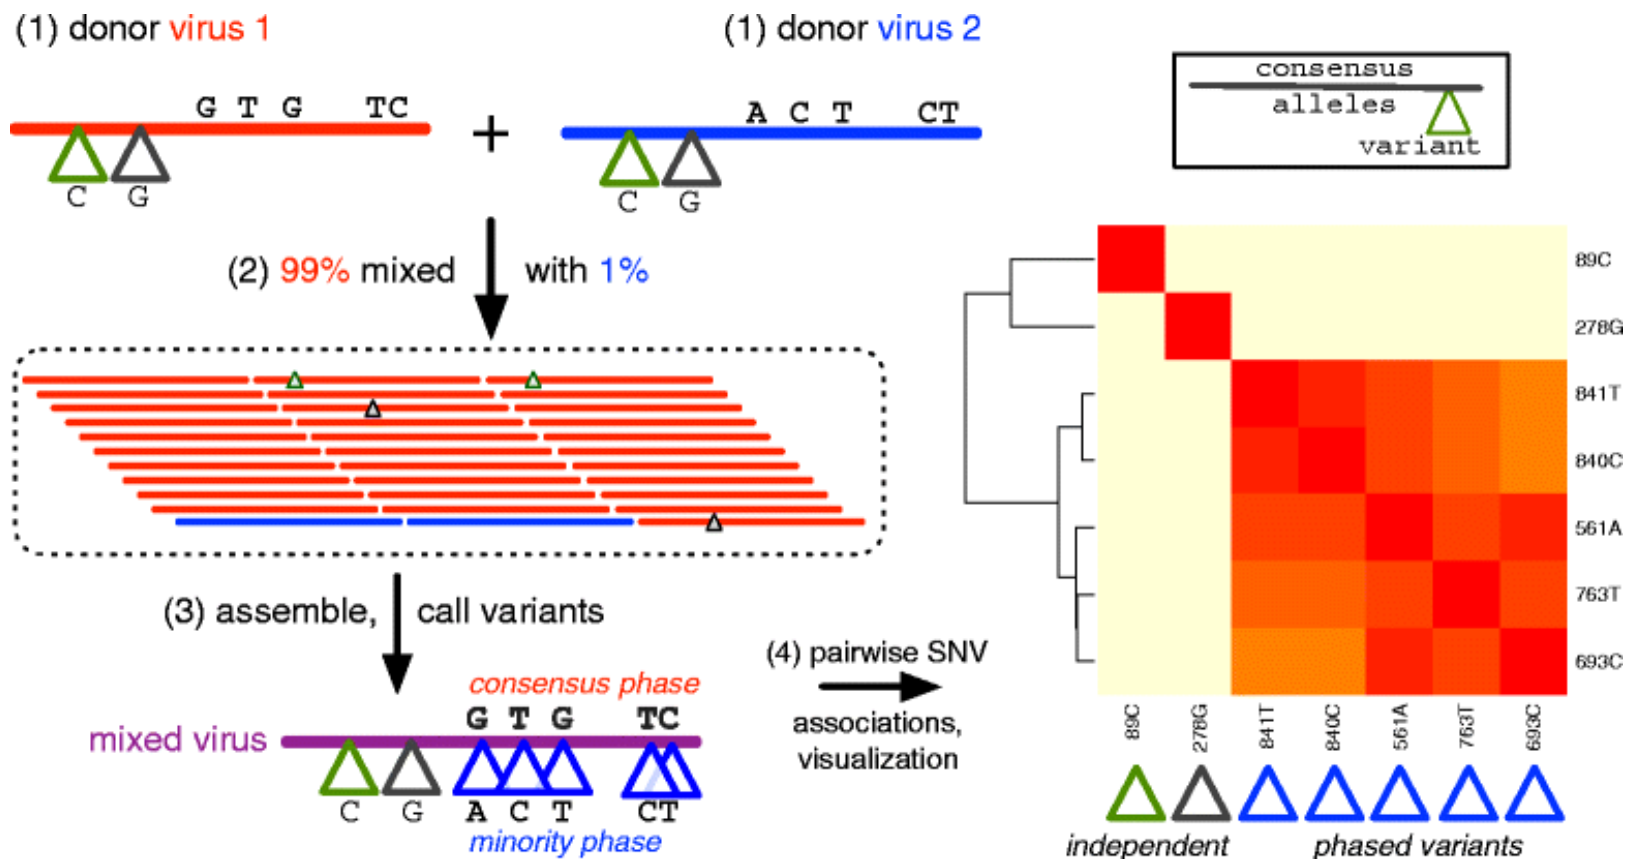 (1) donor virus 1
(1) donor virus 2
G T G TC
C G
+
A C T CT
C G
consensus
alleles
variant
(2) 99% mixed with 1%
(3) assemble, call variants
consensus phase
G T G TC
mixed virus
C G A C T CT
minority phase
(4) pairwise SNV
associations,
visualization
89C
278G
841T
840C
561A
763T
693C
89C 278G 841T 840C 561A 763T 693C
independent phased variants